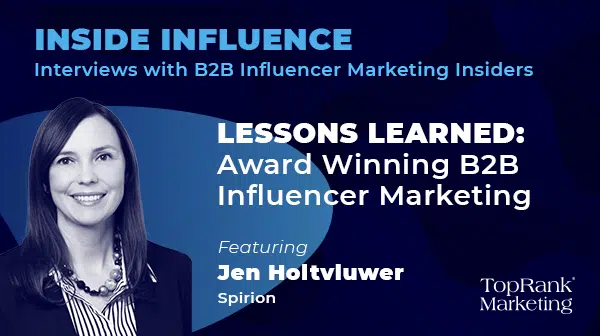 INSIDE INFLUENCE
Interviews with B2B Influencer Marketing Insiders
LESSONS LEARNED:
Award Winning B2B
Influencer Marketing
Featuring
Jen Holtvluwer
Spirion
TopRank®
Marketing